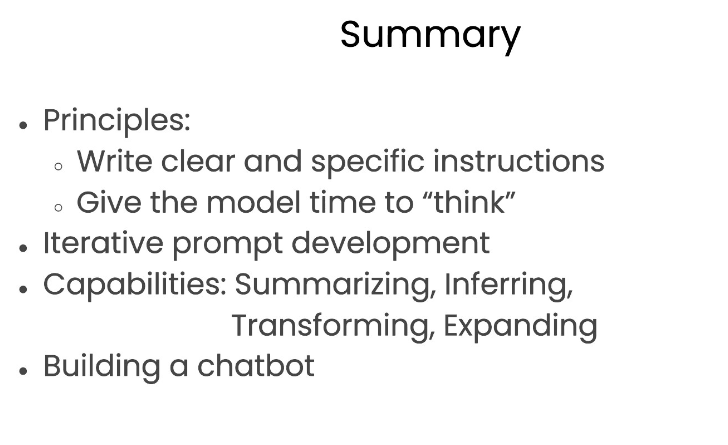 Summary
• Principles:
◦ Write clear and specific instructions
◦ Give the model time to “think”
• Iterative prompt development
• Capabilities: Summarizing, Inferring,
Transforming, Expanding
• Building a chatbot